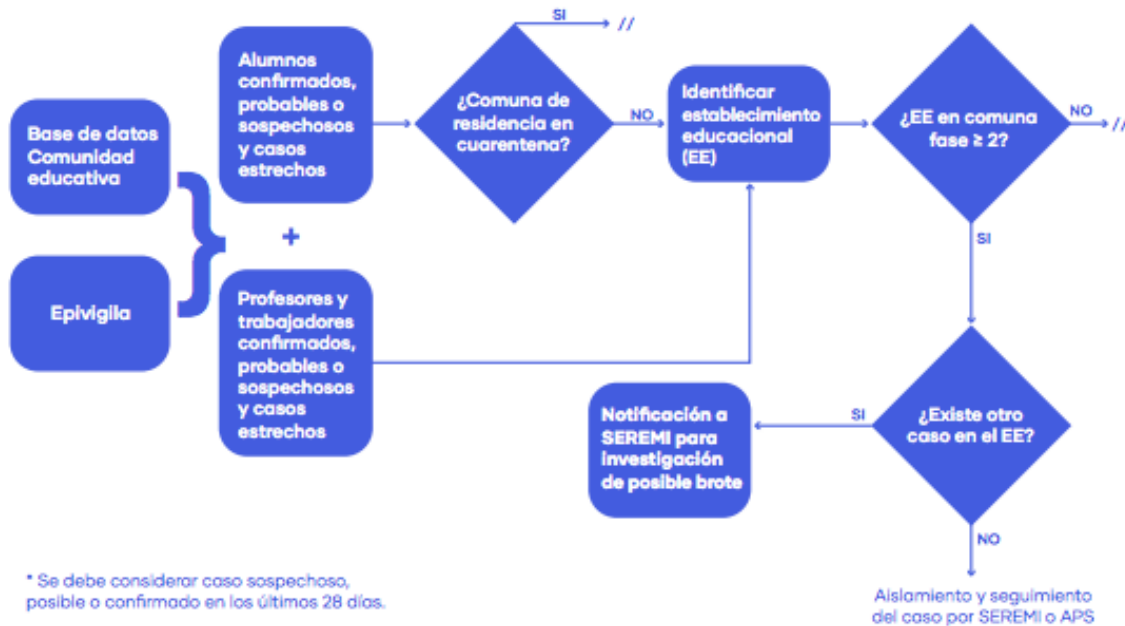 Base de datos
Comunidad
educativa
Epivigila
}
Alumnos
confirmados,
probables o
sospechosos
y casos
estrechos
+
Profesores y
trabajadores
confirmados,
probables o
sospechosos
y casos
estrechos
¿Comuna de
residencia en
cuarentena?
SI
//
NO
Identificar
establecimiento
educacional
(EE)
¿EE en comuna
fase ≥ 2?
NO
//
SI
¿Existe otro
caso en el EE?
SI
Notificación a
SEREMI para
investigación
de posible brote
NO
Aislamiento y seguimiento
del caso por SEREMI o APS
* Se debe considerar caso sospechoso,
posible o confirmado en los últimos 28 días.